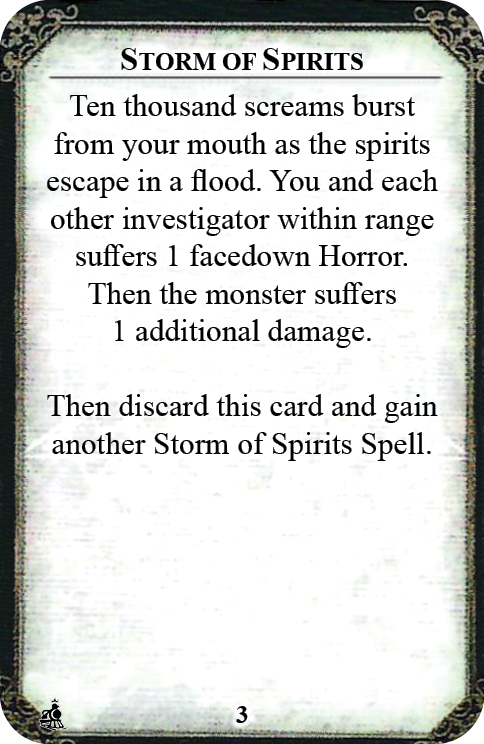 STORM OF SPIRITS
Ten thousand screams burst
from your mouth as the spirits
escape in a flood. You and each
other investigator within range
suffers 1 facedown Horror.
Then the monster suffers
1 additional damage.
Then discard this card and gain
another Storm of Spirits Spell.
3